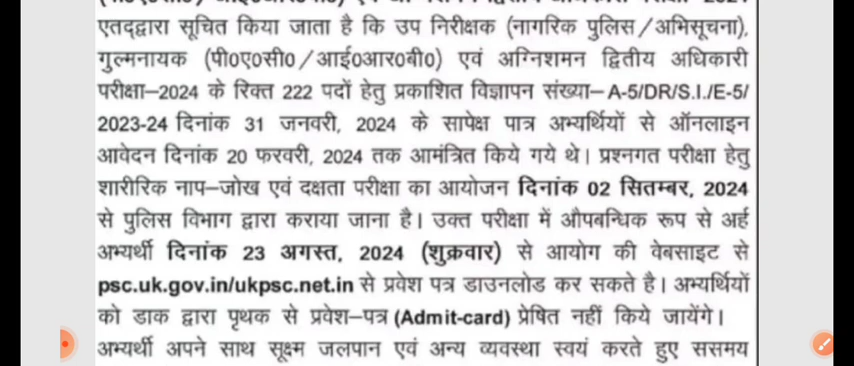 एतद्द्वारा सूचित किया जाता है कि उप निरीक्षक (नागरिक पुलिस/अभिसूचना),
गुल्मनायक (पी0ए0सी0/आई0आर0बी0) एवं अग्निशमन द्वितीय अधिकारी
परीक्षा–2024 के रिक्त 222 पदों हेतु प्रकाशित विज्ञापन संख्या– A-5/DR/S.I./E-5/
2023-24 दिनांक 31 जनवरी, 2024 के सापेक्ष पात्र अभ्यर्थियों से ऑनलाइन
आवेदन दिनांक 20 फरवरी, 2024 तक आमंत्रित किये गये थे। प्रश्नगत परीक्षा हेतु
शारीरिक नाप–जोख एवं दक्षता परीक्षा का आयोजन दिनांक 02 सितम्बर, 2024
से पुलिस विभाग द्वारा कराया जाना है। उक्त परीक्षा में औपबन्धिक रूप से अर्ह
अभ्यर्थी दिनांक 23 अगस्त, 2024 (शुक्रवार) से आयोग की वेबसाइट से
psc.uk.gov.in/ukpsc.net.in से प्रवेश पत्र डाउनलोड कर सकते है। अभ्यर्थियों
को डाक द्वारा पृथक से प्रवेश–पत्र (Admit-card) प्रेषित नहीं किये जायेंगे।
अभ्यर्थी अपने साथ सूक्ष्म जलपान एवं अन्य व्यवस्था स्वयं करते हुए ससमय